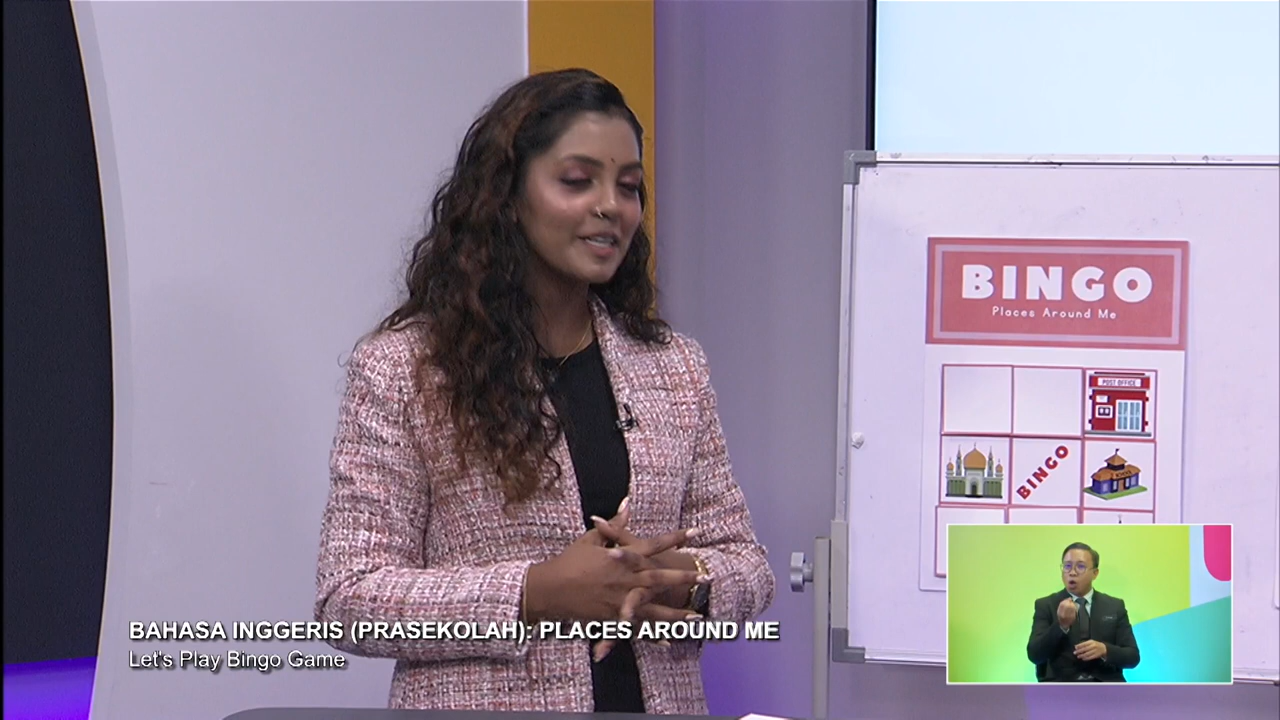 BINGO
Places Around Me
POST OFFICE
BINGO
BAHASA INGGERIS (PRASEKOLAH): PLACES AROUND ME
Let's Play Bingo Game